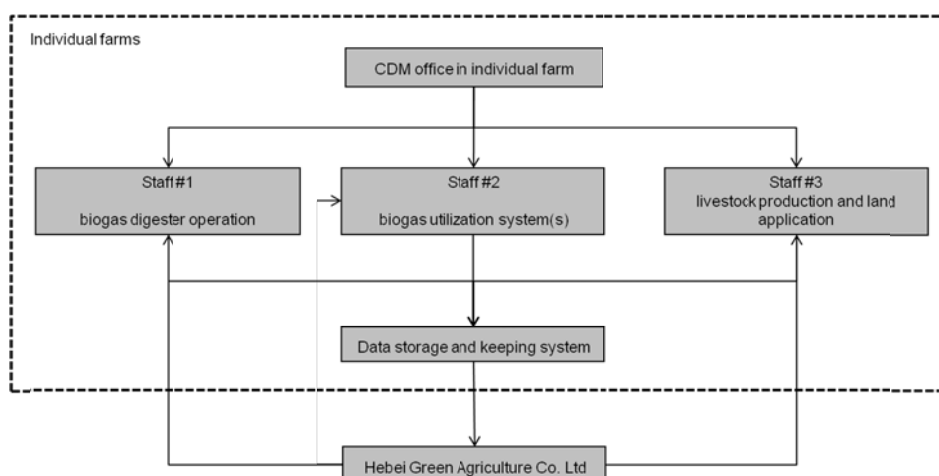 Individual farms
CDM office in individual farm
Staff #1
biogas digester operation
Staff #2
biogas utilization system(s)
Staff #3
livestock production and land
application
Data storage and keeping system
Hebei Green Agriculture Co. Ltd